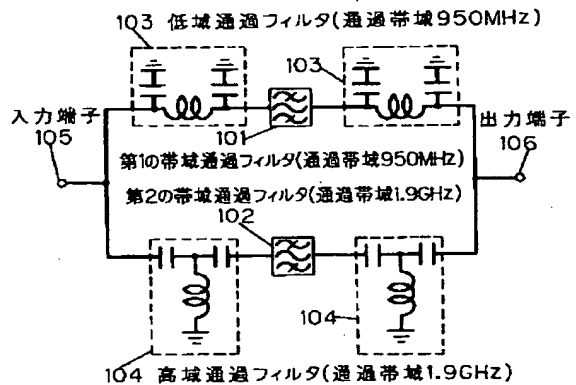 103 低域通過フィルタ(通過帯域950MHz)
103
入力端子
105
101
出力端子
106
第1の帯域通過フィルタ(通過帯域950MHz)
第2の帯域通過フィルタ(通過帯域1.9GHz)
102
104
104 高域通過フィルタ(通過帯域1.9GHz)